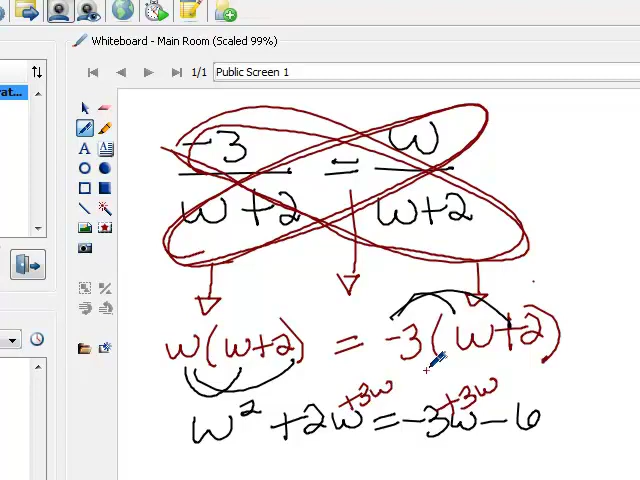 Whiteboard - Main Room (Scaled 99%)
rat...
1/1 Public Screen 1
A
-3 = w
w+2 w+2
w(w+2) = -3(w+2)
+3w +3w
w² +2w = -3w - 6